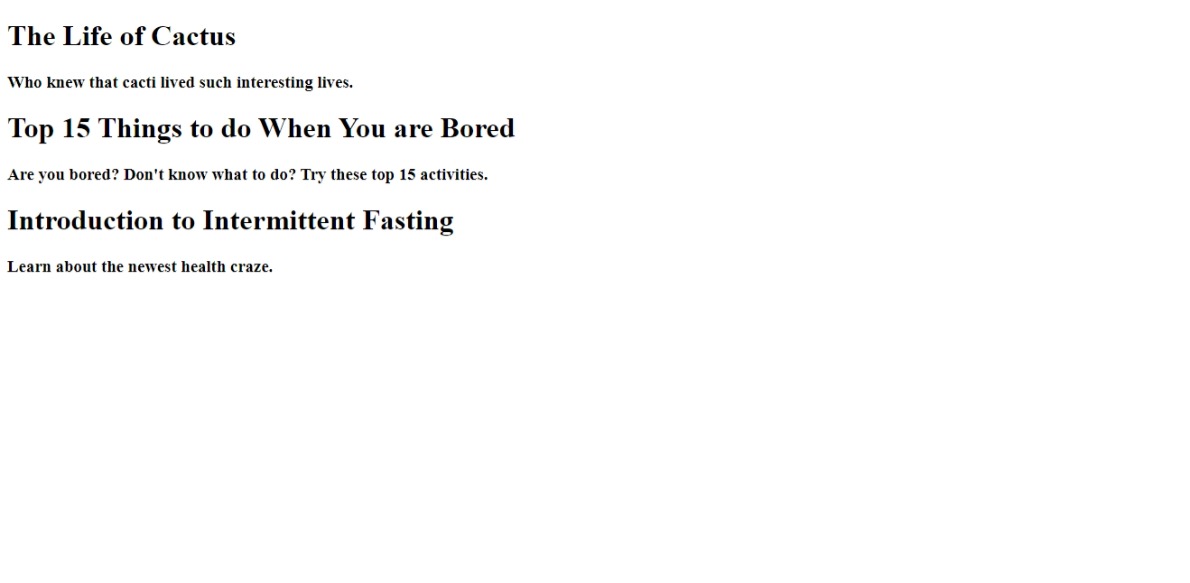 The Life of Cactus
Who knew that cacti lived such interesting lives.
Top 15 Things to do When You are Bored
Are you bored? Don't know what to do? Try these top 15 activities.
Introduction to Intermittent Fasting
Learn about the newest health craze.